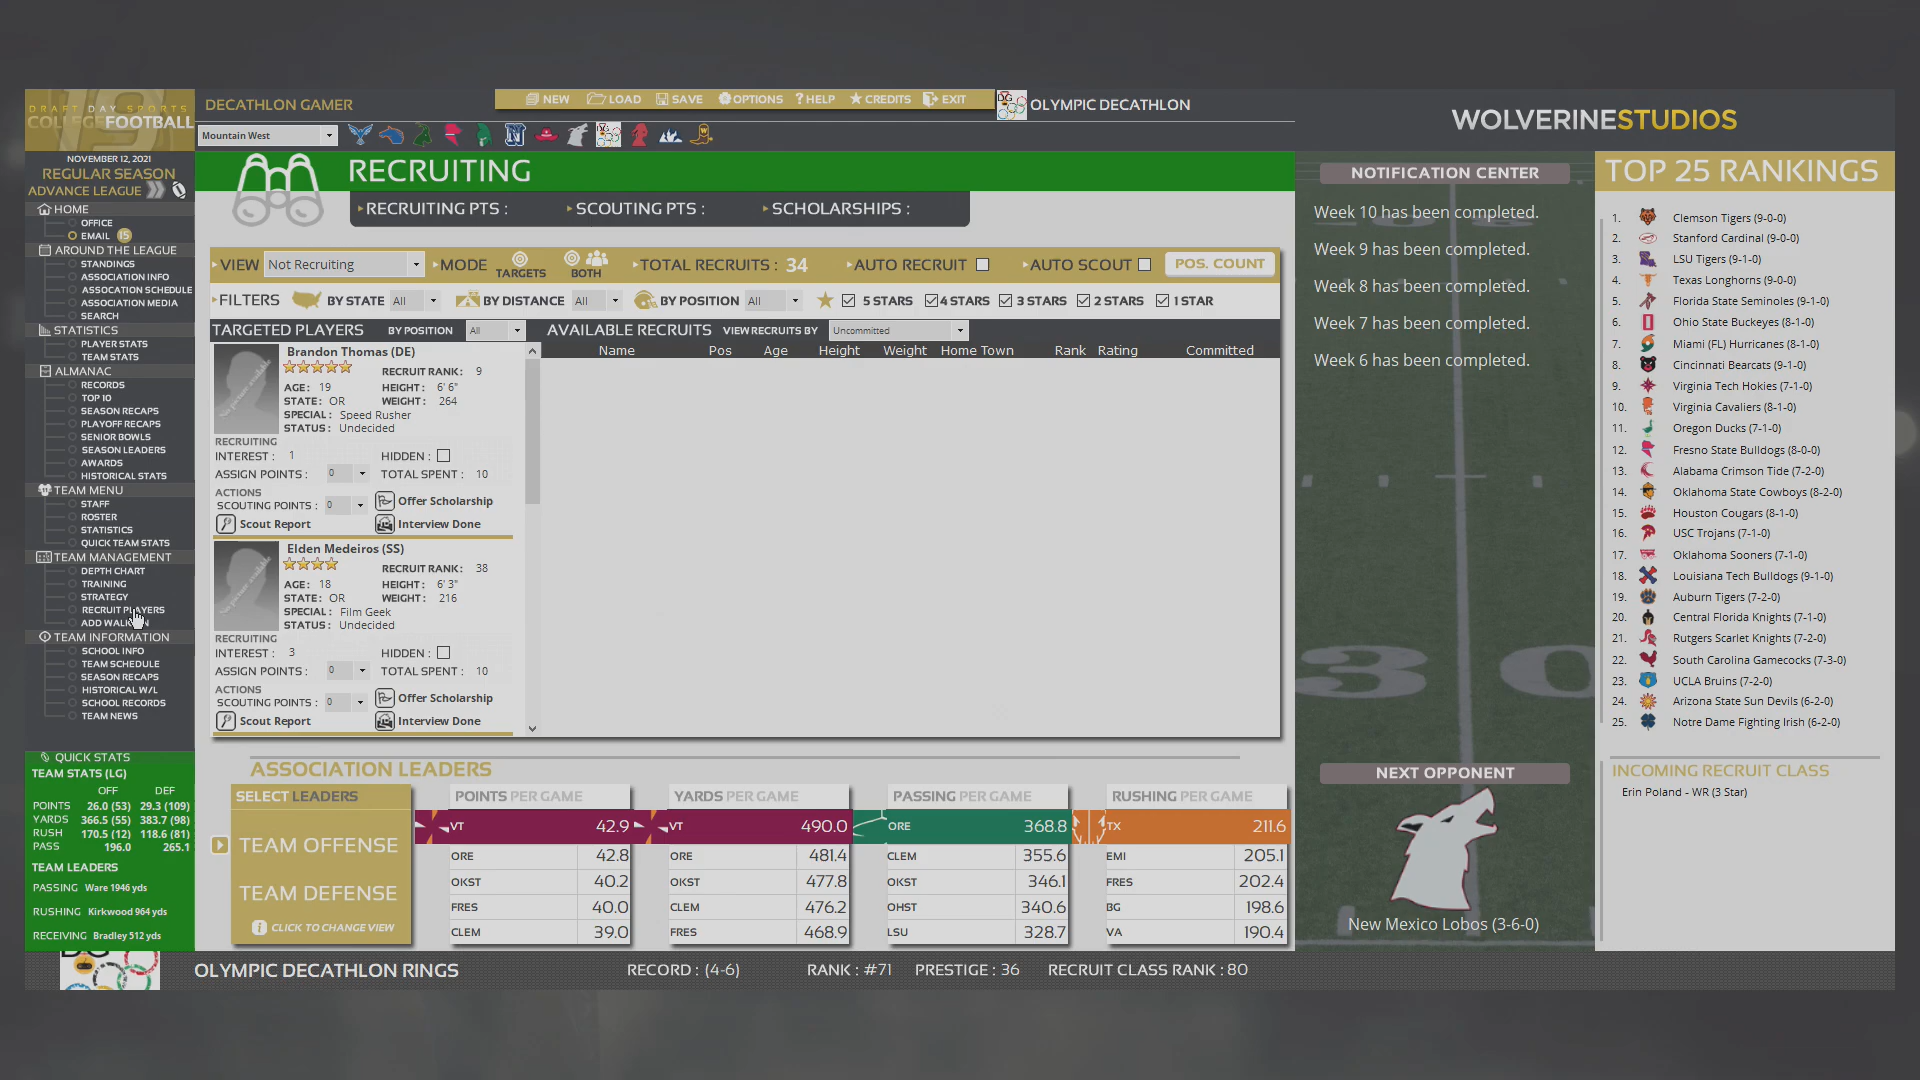 DRAFT DAY SPORTS
COLLEGE FOOTBALL
DECATHLON GAMER
NEW
LOAD
SAVE
OPTIONS
? HELP
CREDITS
EXIT
OLYMPIC DECATHLON
WOLVERINESTUDIOS
Mountain West
NOVEMBER 12, 2021
REGULAR SEASON
ADVANCE LEAGUE
HOME
OFFICE
EMAIL 15
AROUND THE LEAGUE
STANDINGS
ASSOCIATION INFO
ASSOCATION SCHEDULE
ASSOCIATION MEDIA
SEARCH
STATISTICS
PLAYER STATS
TEAM STATS
ALMANAC
RECORDS
TOP 10
SEASON RECAPS
PLAYOFF RECAPS
SENIOR BOWLS
SEASON LEADERS
AWARDS
HISTORICAL STATS
TEAM MENU
STAFF
ROSTER
STATISTICS
QUICK TEAM STATS
TEAM MANAGEMENT
DEPTH CHART
TRAINING
STRATEGY
RECRUIT PLAYERS
TEAM INFORMATION
SCHOOL INFO
TEAM SCHEDULE
SEASON RECAPS
HISTORICAL W/L
SCHOOL RECORDS
TEAM NEWS
QUICK STATS
TEAM STATS (LG)
OFF DEF
POINTS 26.0 (53) 29.3 (109)
YARDS 366.5 (55) 383.7 (98)
RUSH 170.5 (12) 118.6 (81)
PASS 196.0 265.1
TEAM LEADERS
PASSING Ware 1946 yds
RUSHING Kirkwood 964 yds
RECEIVING Bradley 512 yds
RECRUITING
RECRUITING PTS : SCOUTING PTS : SCHOLARSHIPS :
VIEW Not Recruiting MODE TARGETS BOTH TOTAL RECRUITS : 34 AUTO RECRUIT AUTO SCOUT POS. COUNT
FILTERS BY STATE All BY DISTANCE All BY POSITION All 5 STARS 4 STARS 3 STARS 2 STARS 1 STAR
TARGETED PLAYERS BY POSITION All AVAILABLE RECRUITS VIEW RECRUITS BY Uncommitted
Name Pos Age Height Weight Home Town Rank Rating Committed
Brandon Thomas (DE)
RECRUIT RANK : 9
AGE : 19 HEIGHT : 6' 6"
STATE : OR WEIGHT : 264
SPECIAL : Speed Rusher
STATUS : Undecided
RECRUITING
INTEREST : 1 HIDDEN :
ASSIGN POINTS : 0 TOTAL SPENT : 10
ACTIONS
SCOUTING POINTS : 0 Offer Scholarship
Scout Report Interview Done
Elden Medeiros (SS)
RECRUIT RANK : 38
AGE : 18 HEIGHT : 6' 3"
STATE : OR WEIGHT : 216
SPECIAL : Film Geek
STATUS : Undecided
RECRUITING
INTEREST : 3 HIDDEN :
ASSIGN POINTS : 0 TOTAL SPENT : 10
ACTIONS
SCOUTING POINTS : 0 Offer Scholarship
Scout Report Interview Done
ASSOCIATION LEADERS
SELECT LEADERS
TEAM OFFENSE
TEAM DEFENSE
CLICK TO CHANGE VIEW
POINTS PER GAME
VT 42.9
ORE 42.8
OKST 40.2
FRES 40.0
CLEM 39.0
YARDS PER GAME
VT 490.0
ORE 481.4
OKST 477.8
CLEM 476.2
FRES 468.9
PASSING PER GAME
ORE 368.8
CLEM 355.6
OKST 346.1
OHST 340.6
LSU 328.7
RUSHING PER GAME
TX 211.6
EMI 205.1
FRES 202.4
BG 198.6
VA 190.4
NOTIFICATION CENTER
Week 10 has been completed.
Week 9 has been completed.
Week 8 has been completed.
Week 7 has been completed.
Week 6 has been completed.
3 0
NEXT OPPONENT
New Mexico Lobos (3-6-0)
TOP 25 RANKINGS
1. Clemson Tigers (9-0-0)
2. Stanford Cardinal (9-0-0)
3. LSU Tigers (9-1-0)
4. Texas Longhorns (9-0-0)
5. Florida State Seminoles (9-1-0)
6. Ohio State Buckeyes (8-1-0)
7. Miami (FL) Hurricanes (8-1-0)
8. Cincinnati Bearcats (9-1-0)
9. Virginia Tech Hokies (7-1-0)
10. Virginia Cavaliers (8-1-0)
11. Oregon Ducks (7-1-0)
12. Fresno State Bulldogs (8-0-0)
13. Alabama Crimson Tide (7-2-0)
14. Oklahoma State Cowboys (8-2-0)
15. Houston Cougars (8-1-0)
16. USC Trojans (7-1-0)
17. Oklahoma Sooners (7-1-0)
18. Louisiana Tech Bulldogs (9-1-0)
19. Auburn Tigers (7-2-0)
20. Central Florida Knights (7-1-0)
21. Rutgers Scarlet Knights (7-2-0)
22. South Carolina Gamecocks (7-3-0)
23. UCLA Bruins (7-2-0)
24. Arizona State Sun Devils (6-2-0)
25. Notre Dame Fighting Irish (6-2-0)
INCOMING RECRUIT CLASS
Erin Poland - WR (3 Star)
OLYMPIC DECATHLON RINGS RECORD : (4-6) RANK : #71 PRESTIGE : 36 RECRUIT CLASS RANK : 80